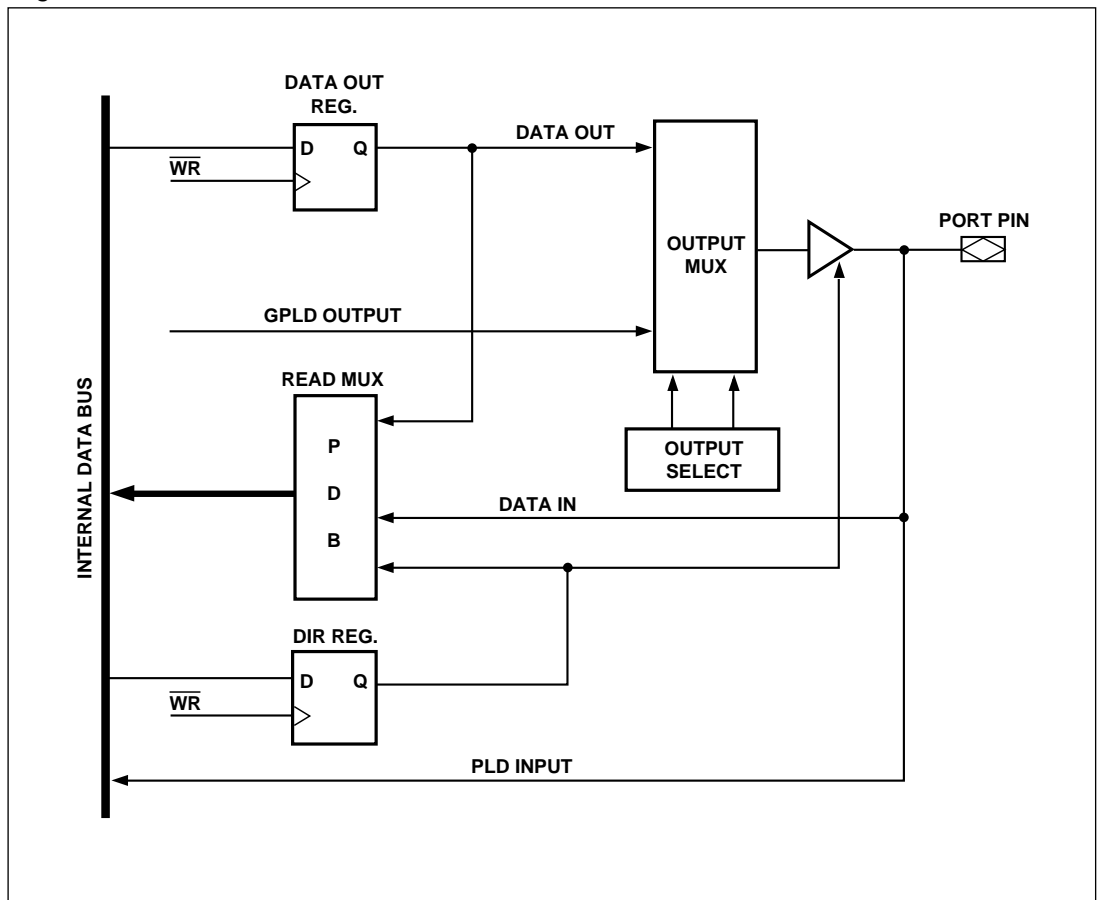 DATA OUT
REG.
D Q
WR
DATA OUT
OUTPUT
MUX
PORT PIN
GPLD OUTPUT
READ MUX
P
D
B
OUTPUT
SELECT
DATA IN
INTERNAL DATA BUS
DIR REG.
D Q
WR
PLD INPUT